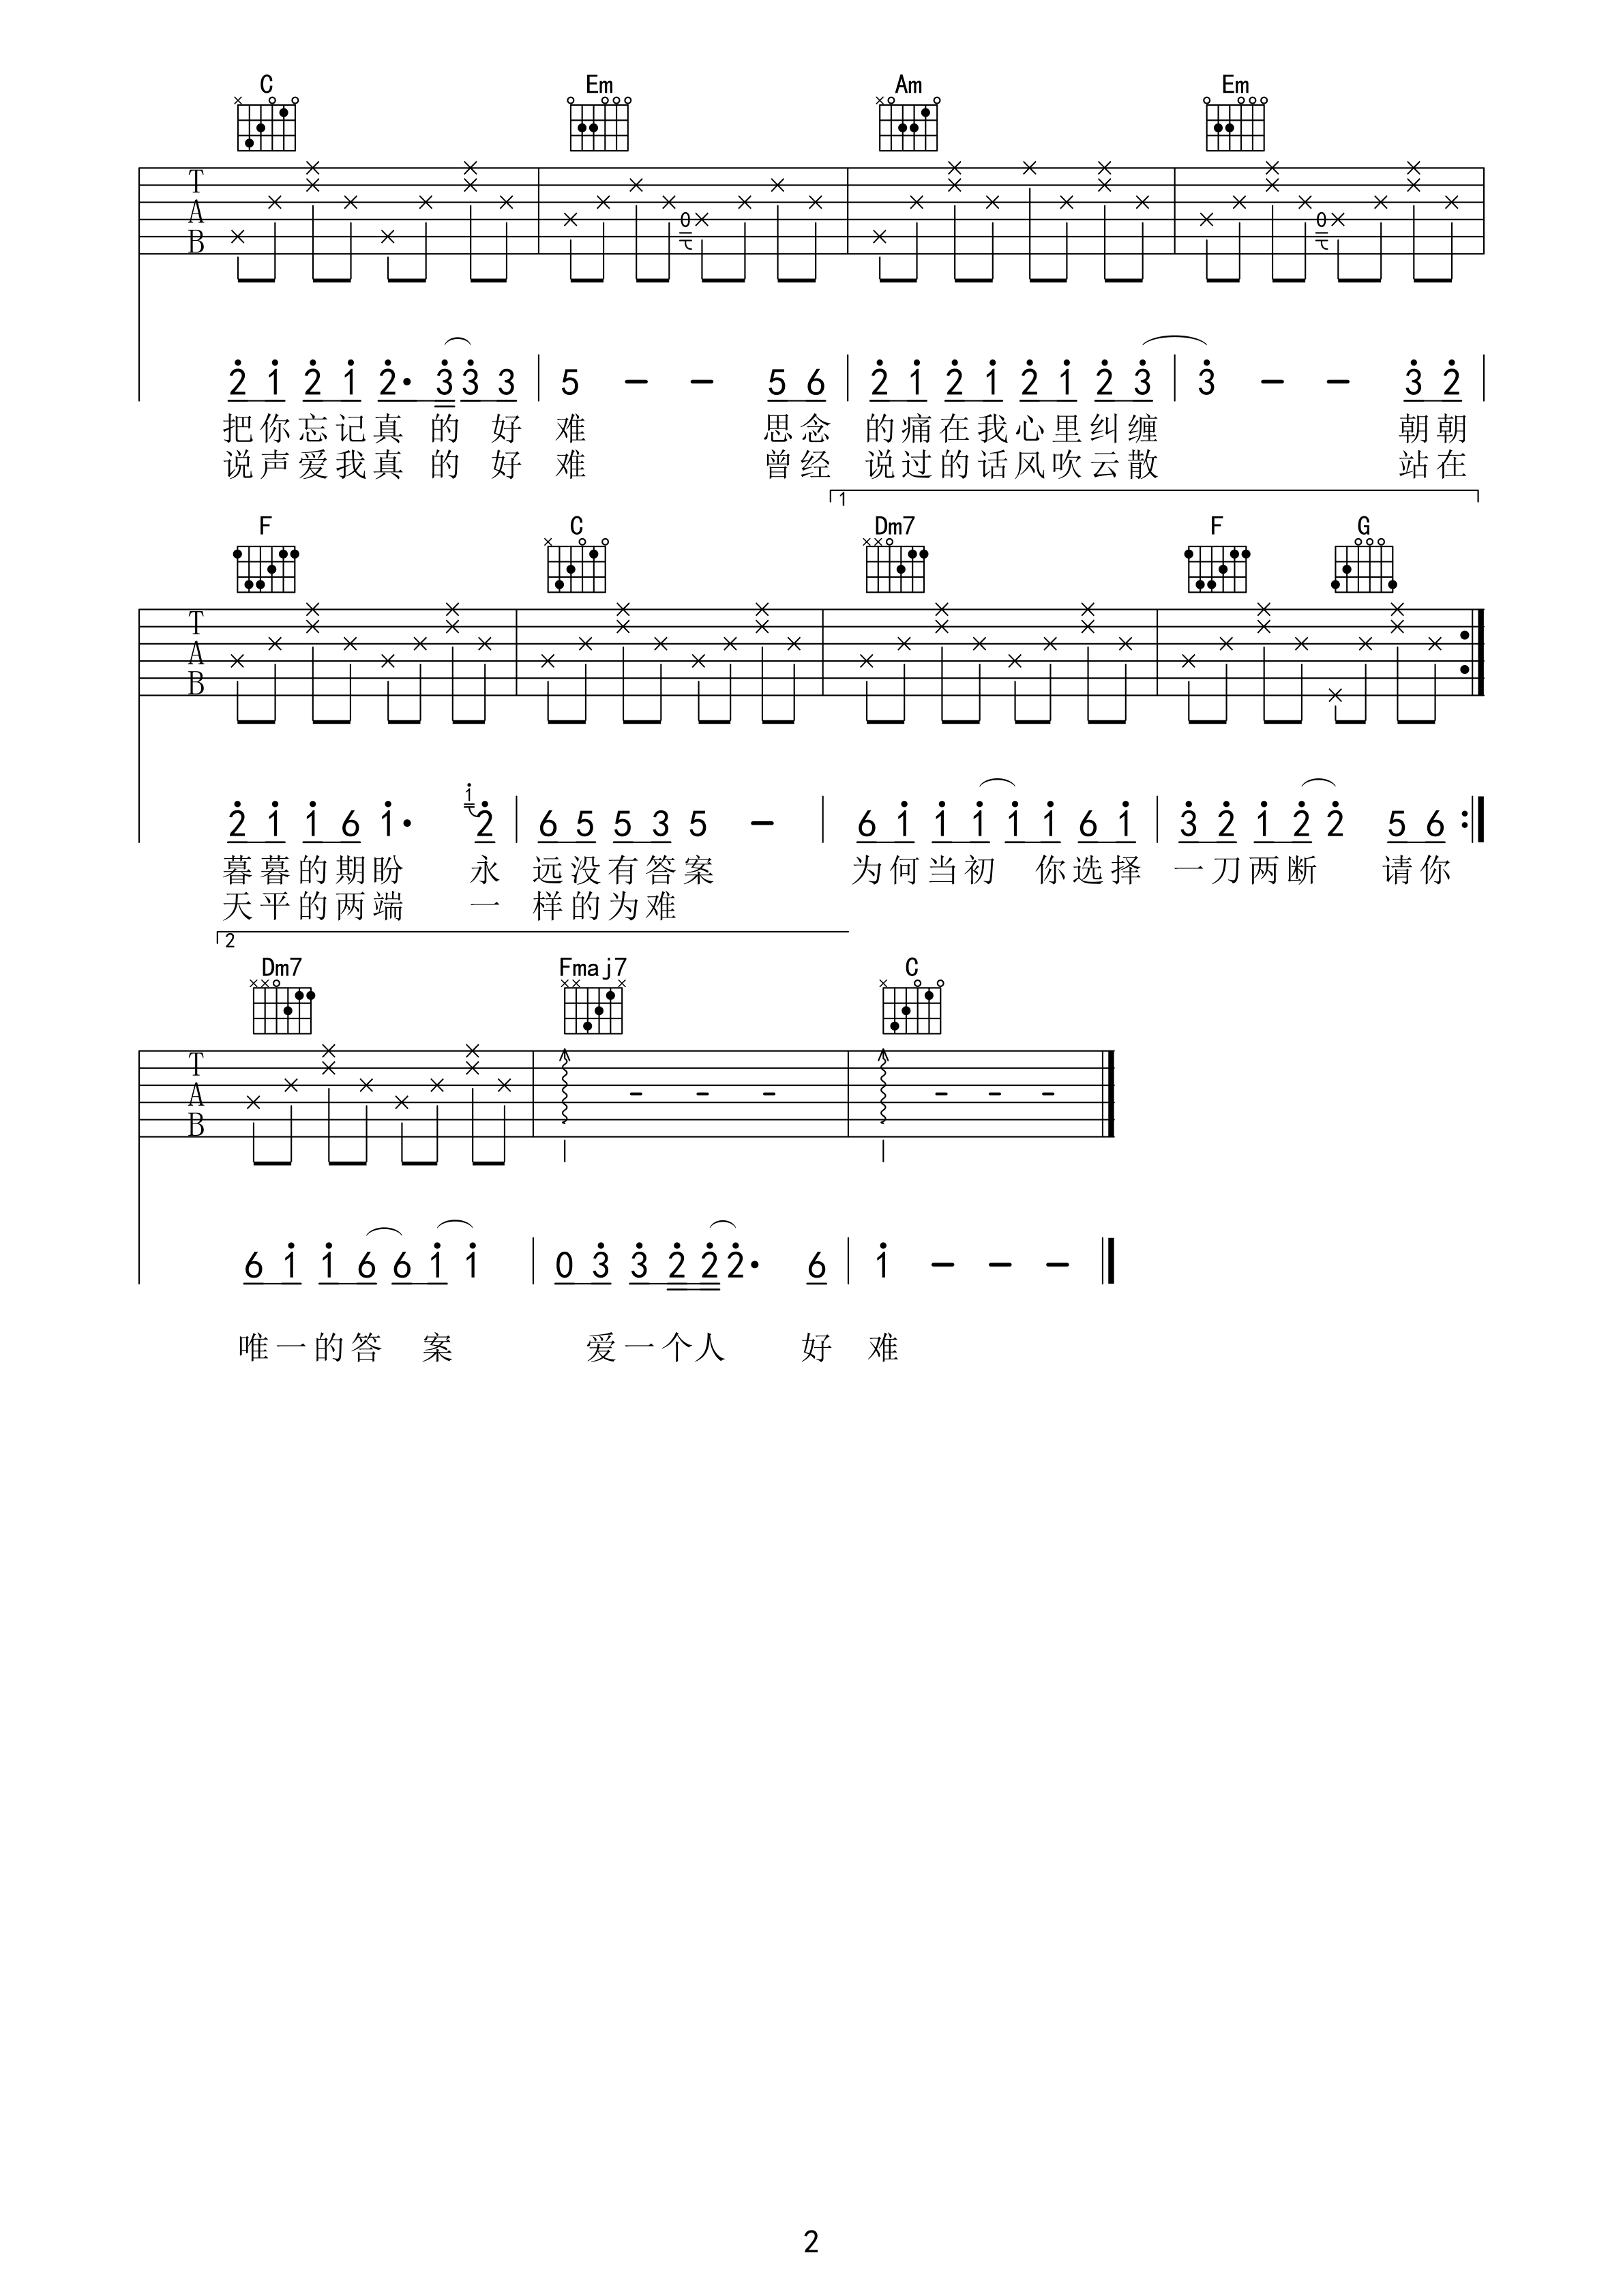 C Em Am Em
T
A
B
0 0
2 1 2 1 2· 3 3 3 5 - - 5 6 2 1 2 1 2 1 2 3 3 - - 3 2
把你忘记真 的 好 难 思念 的痛在我心里纠缠 朝朝
说声爱我真 的 好 难 曾经 说过的话风吹云散 站在
1
F C Dm7 F G
T
A
B
2 1 1 6 1· 1 2 6 5 5 3 5 - 6 1 1 1 1 1 6 1 3 2 1 2 2 5 6
暮暮的期盼 永 远没有答案 为何当初 你选择 一刀两断 请你
天平的两端 一 样的为难
2
Dm7 Fmaj7 C
T
A
B
6 1 1 6 6 1 1 0 3 3 2 2 2· 6 1 - - -
唯一的答 案 爱一个人 好 难
2